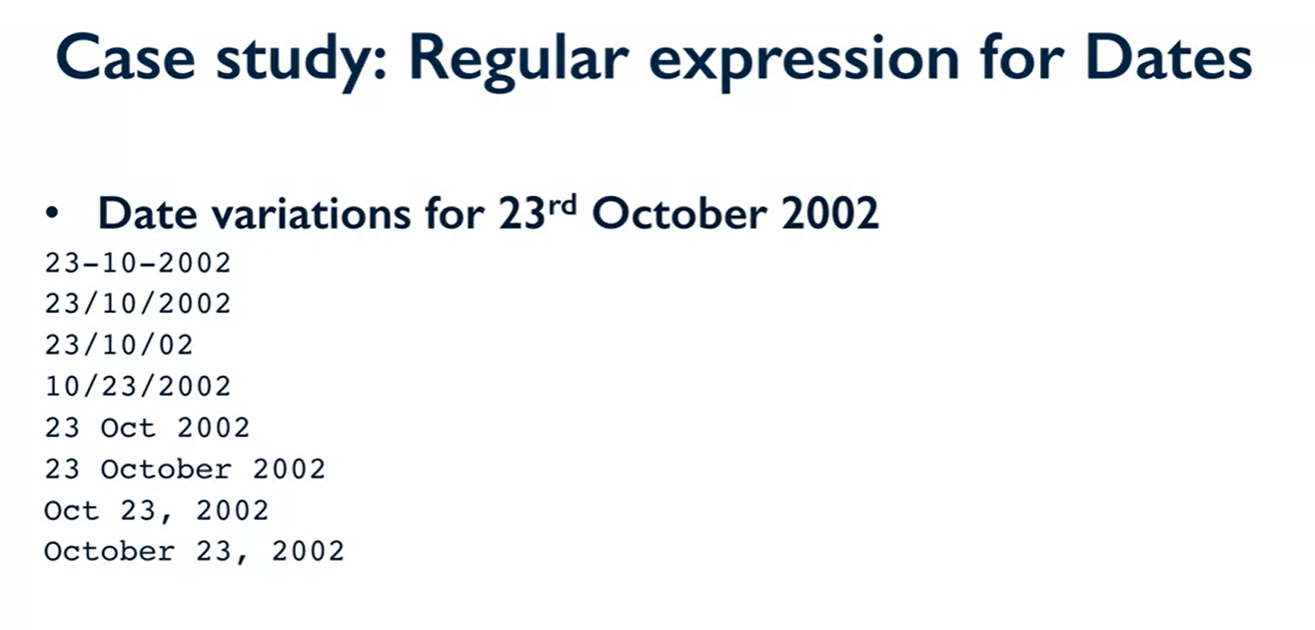 Case study: Regular expression for Dates
• Date variations for 23rd October 2002
23-10-2002
23/10/2002
23/10/02
10/23/2002
23 Oct 2002
23 October 2002
Oct 23, 2002
October 23, 2002